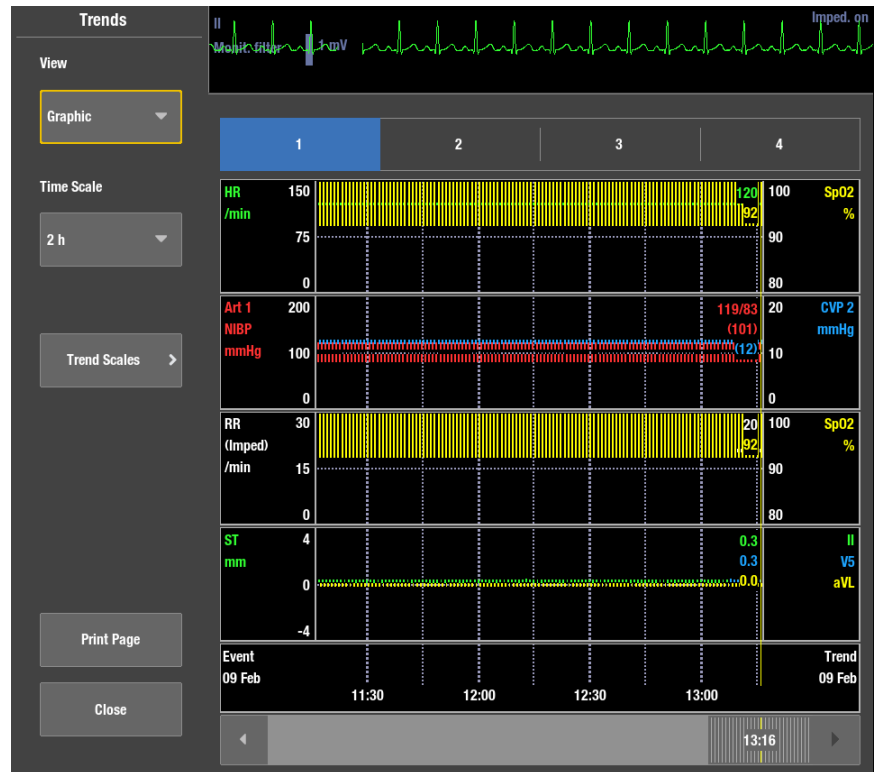 Trends
View
Graphic
Time Scale
2 h
Trend Scales
Print Page
Close
II
Imped. on
Monit. filter 1 mV
1 2 3 4
HR 150 120 100 SpO2
/min 92 %
75 90
0 80
Art 1 200 119/83 20 CVP 2
NIBP (101) mmHg
mmHg 100 (12) 10
0 0
RR 30 20 100 SpO2
(Imped) 92 %
/min 15 90
0 80
ST 4 0.3 II
mm 0.3 V5
0 0.0 aVL
-4
Event Trend
09 Feb 09 Feb
11:30 12:00 12:30 13:00
13:16